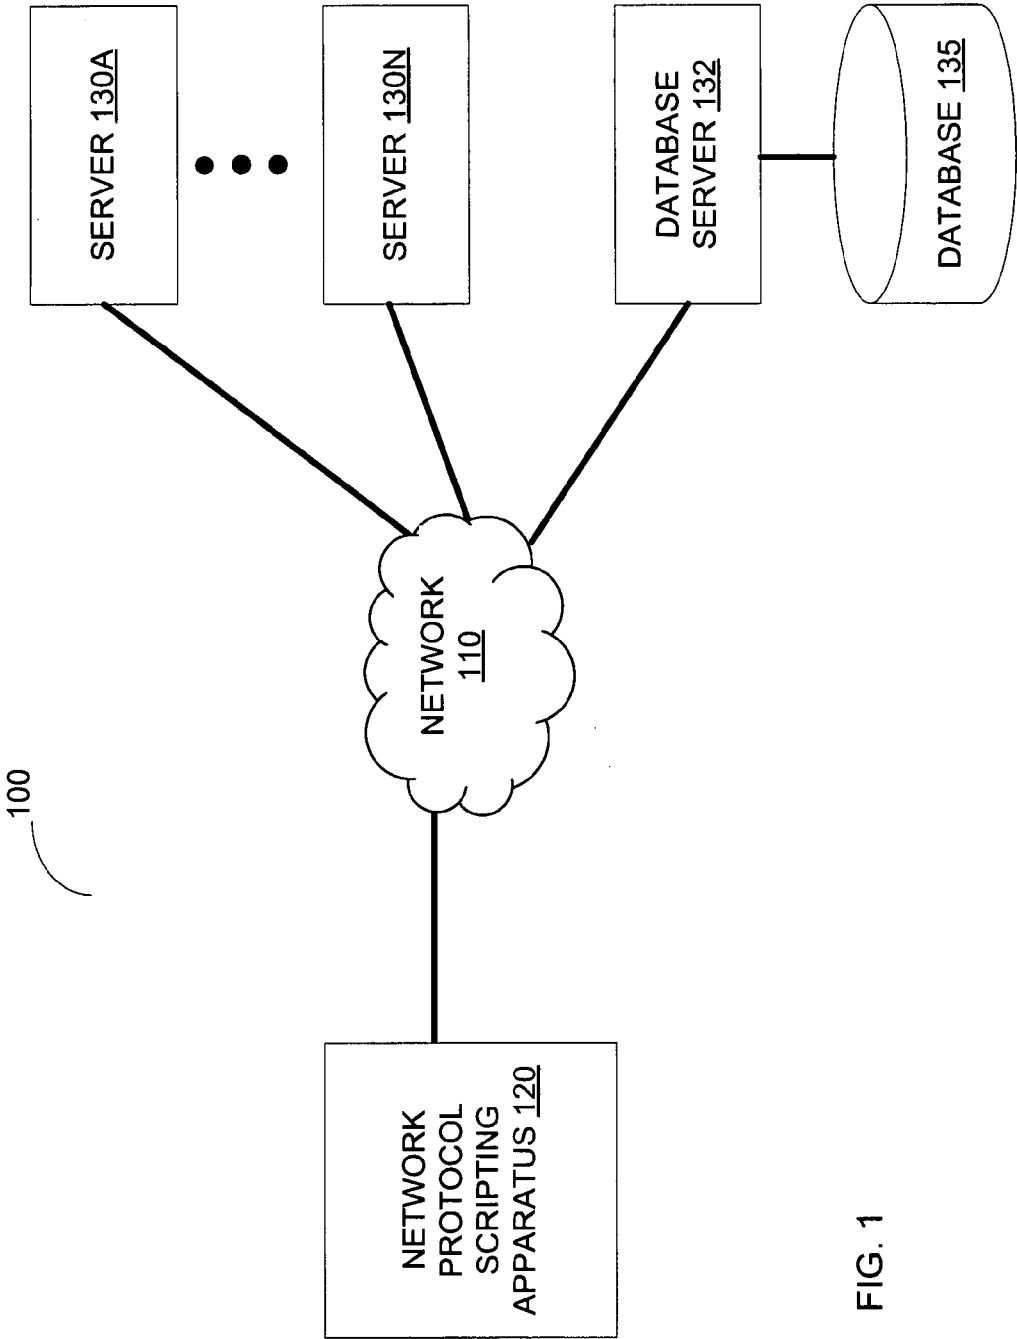 100
SERVER 130A
SERVER 130N
DATABASE
SERVER 132
DATABASE 135
NETWORK
110
NETWORK
PROTOCOL
SCRIPTING
APPARATUS 120
FIG. 1